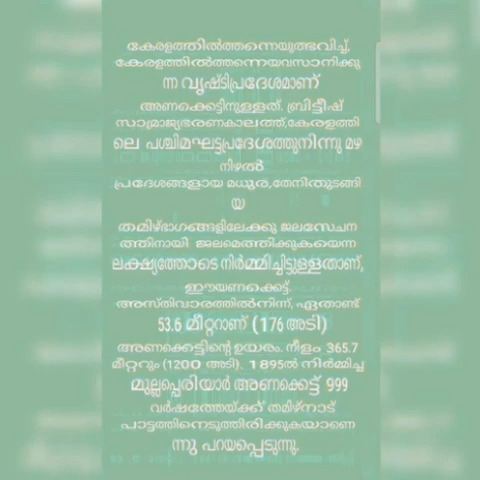 കേരളത്തിൽത്തന്നെയുത്ഭവിച്ച്,
കേരളത്തിൽത്തന്നെയവസാനിക്കു
ന്ന വൃഷ്ടിപ്രദേശമാണ്
അണക്കെട്ടിനുള്ളത്. ബ്രിട്ടീഷ്
സാമ്രാജ്യഭരണകാലത്ത്,കേരളത്തി
ലെ പശ്ചിമഘട്ടപ്രദേശത്തുനിന്നു മഴ
നിഴൽ
പ്രദേശങ്ങളായ മധുര,തേനിതുടങ്ങി
യ
തമിഴ്ഭാഗങ്ങളിലേക്കു ജലസേചന
ത്തിനായി ജലമെത്തിക്കുകയെന്ന
ലക്ഷ്യത്തോടെ നിർമ്മിച്ചിട്ടുള്ളതാണ്,
ഈയണക്കെട്ട്.
അസ്തിവാരത്തിൽനിന്ന്, ഏതാണ്ട്
53.6 മീറ്ററാണ് (176 അടി)
അണക്കെട്ടിന്റെ ഉയരം. നീളം 365.7
മീറ്ററും (1200 അടി). 1895ൽ നിർമ്മിച്ച
മുല്ലപ്പെരിയാർ അണക്കെട്ട് 999
വർഷത്തേയ്ക്ക് തമിഴ്നാട്
പാട്ടത്തിനെടുത്തിരിക്കുകയാണെ
ന്നു പറയപ്പെടുന്നു.